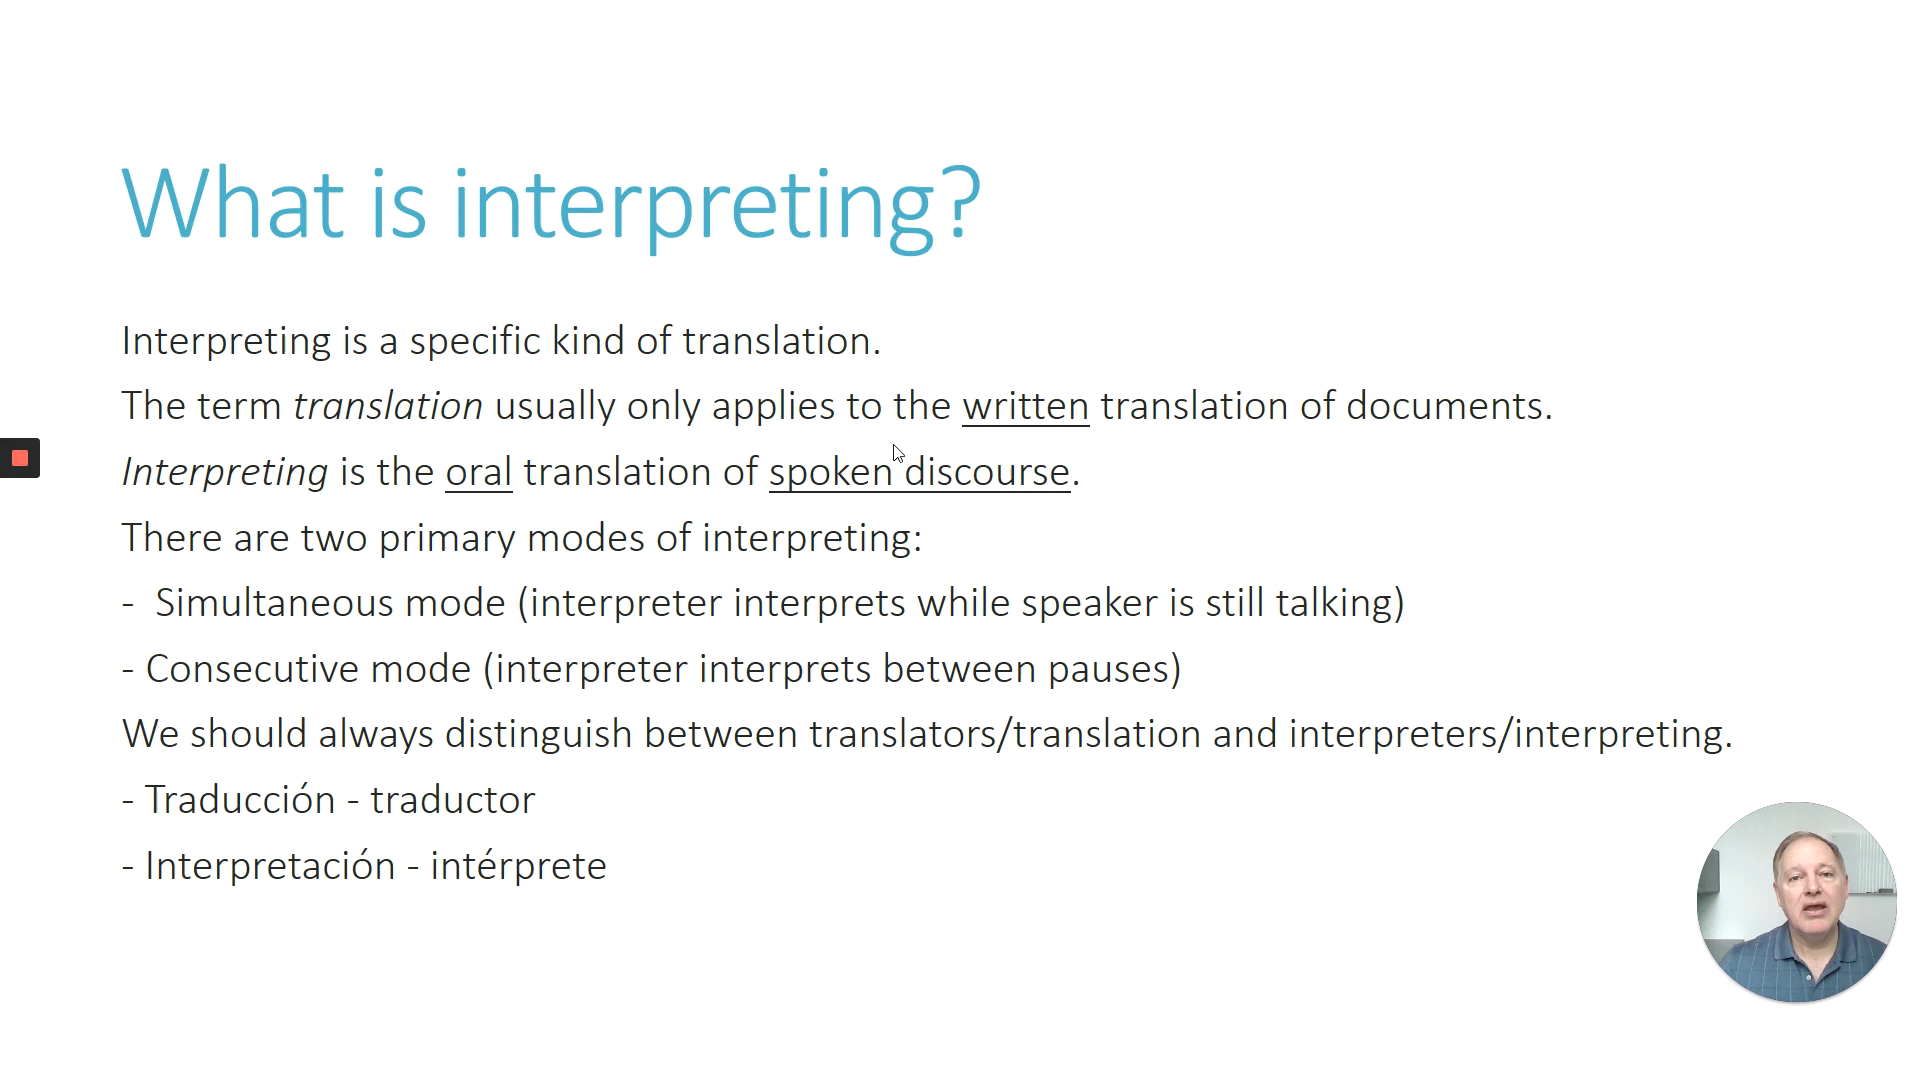 What is interpreting?
Interpreting is a specific kind of translation.
The term translation usually only applies to the written translation of documents.
Interpreting is the oral translation of spoken discourse.
There are two primary modes of interpreting:
- Simultaneous mode (interpreter interprets while speaker is still talking)
- Consecutive mode (interpreter interprets between pauses)
We should always distinguish between translators/translation and interpreters/interpreting.
- Traducción - traductor
- Interpretación - intérprete